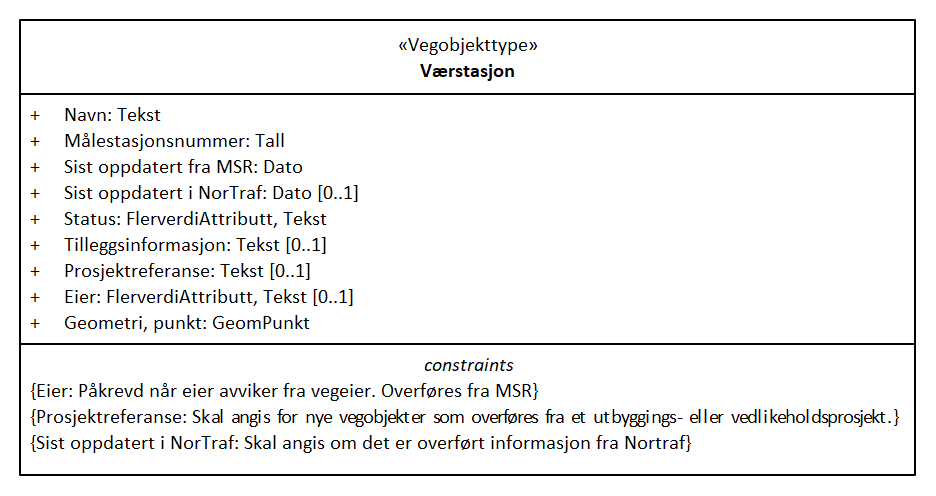 «Vegobjekttype»
Værstasjon
+ Navn: Tekst
+ Målestasjonsnummer: Tall
+ Sist oppdatert fra MSR: Dato
+ Sist oppdatert i NorTraf: Dato [0..1]
+ Status: FlerverdiAttributt, Tekst
+ Tilleggsinformasjon: Tekst [0..1]
+ Prosjektreferanse: Tekst [0..1]
+ Eier: FlerverdiAttributt, Tekst [0..1]
+ Geometri, punkt: GeomPunkt
constraints
{Eier: Påkrevd når eier avviker fra vegeier. Overføres fra MSR}
{Prosjektreferanse: Skal angis for nye vegobjekter som overføres fra et utbyggings- eller vedlikeholdsprosjekt.}
{Sist oppdatert i NorTraf: Skal angis om det er overført informasjon fra Nortraf}